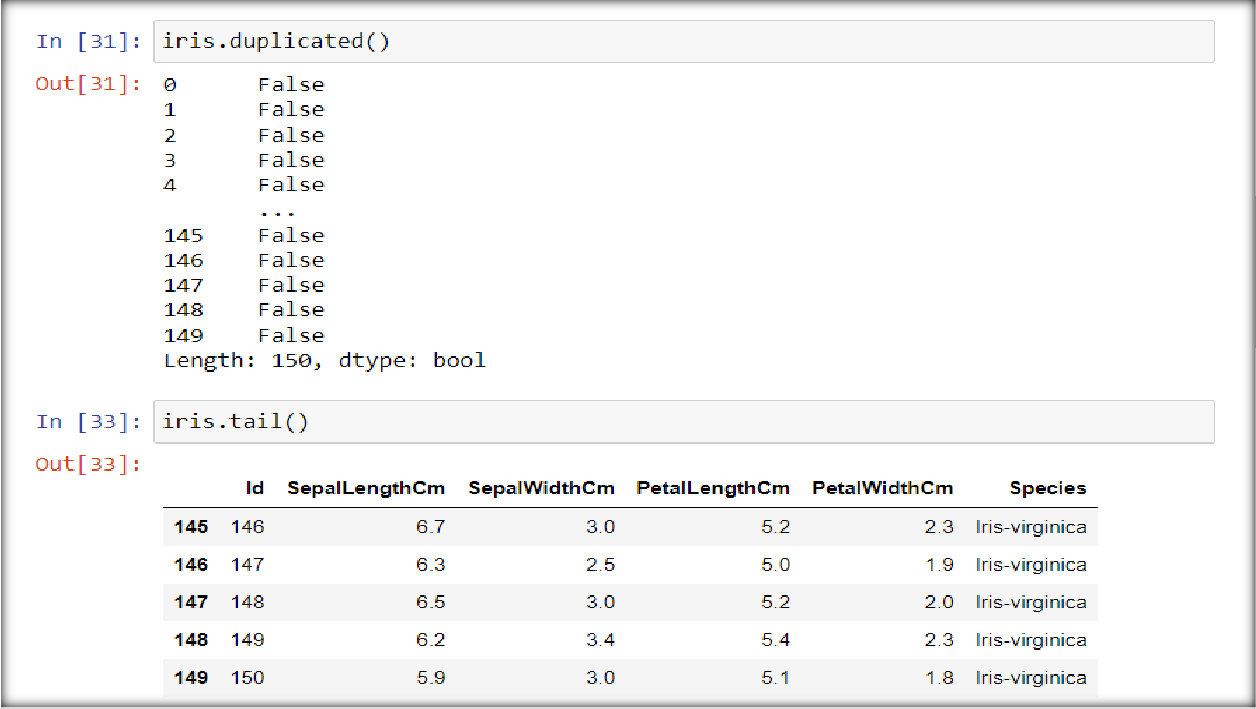 In [31]: iris.duplicated()
Out[31]: 0 False
1 False
2 False
3 False
4 False
...
145 False
146 False
147 False
148 False
149 False
Length: 150, dtype: bool
In [33]: iris.tail()
Out[33]:
Id SepalLengthCm SepalWidthCm PetalLengthCm PetalWidthCm Species
145 146 6.7 3.0 5.2 2.3 Iris-virginica
146 147 6.3 2.5 5.0 1.9 Iris-virginica
147 148 6.5 3.0 5.2 2.0 Iris-virginica
148 149 6.2 3.4 5.4 2.3 Iris-virginica
149 150 5.9 3.0 5.1 1.8 Iris-virginica